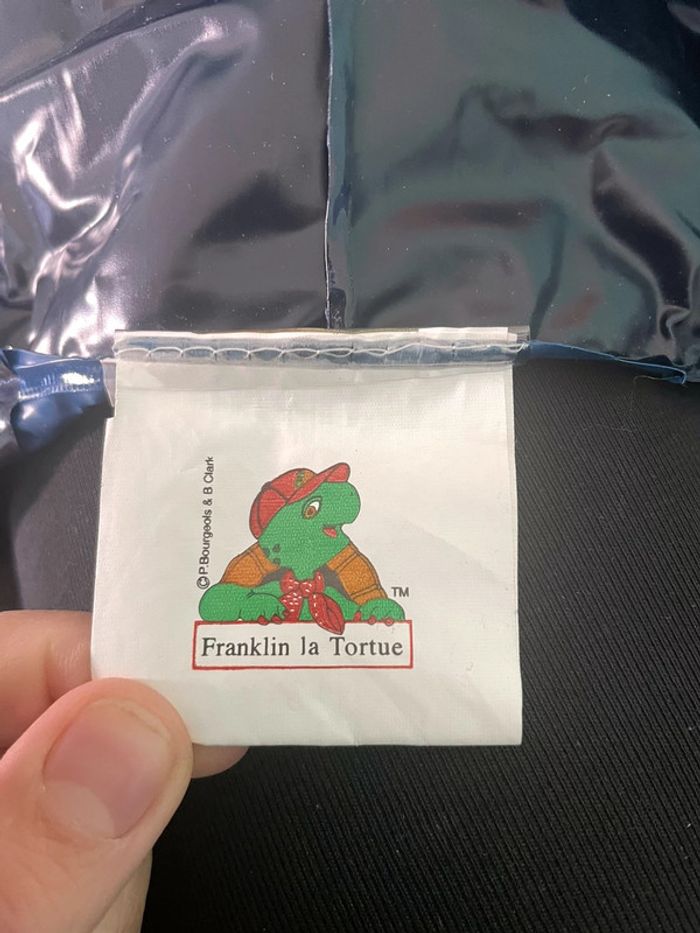 ©P.Bourgeois & B Clark
TM
Franklin la Tortue